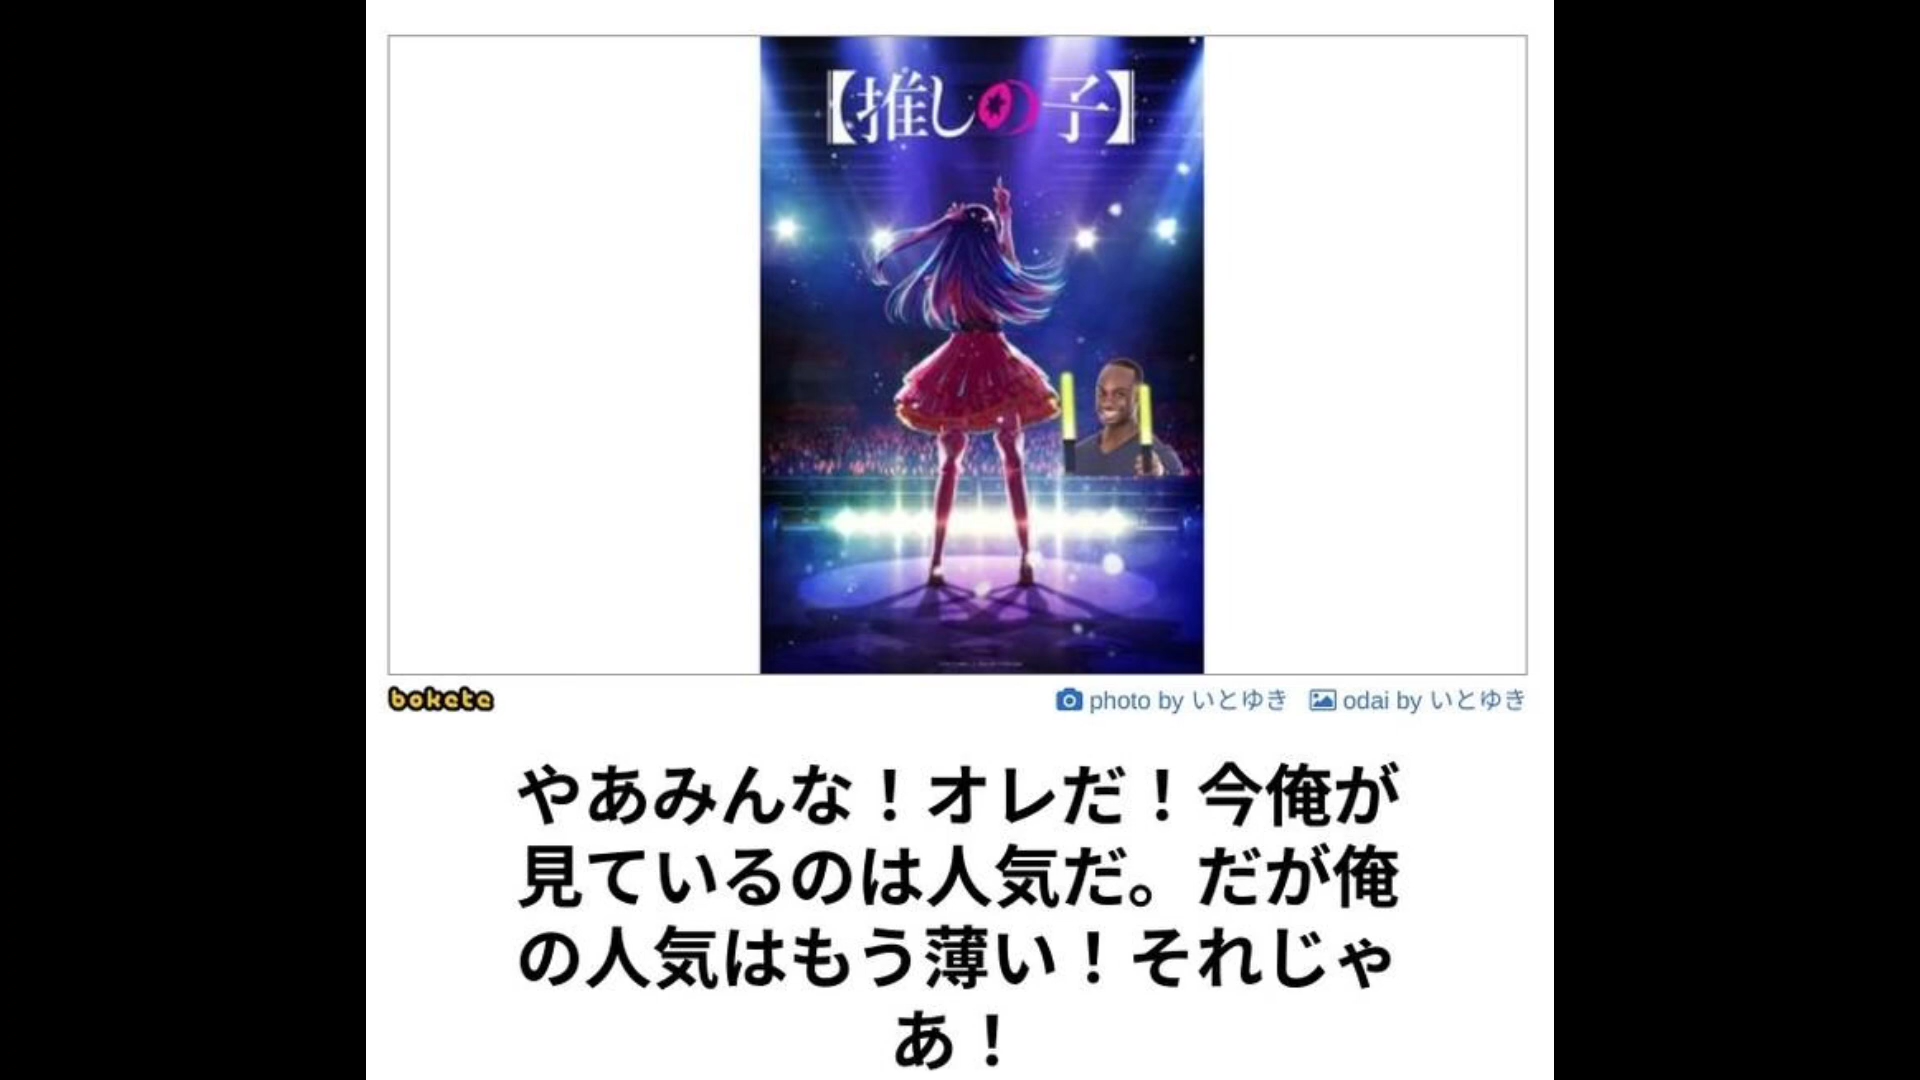 【推しの子】
bokete
photo by いとゆき odai by いとゆき
やあみんな！オレだ！今俺が
見ているのは人気だ。だが俺
の人気はもう薄い！それじゃ
あ！